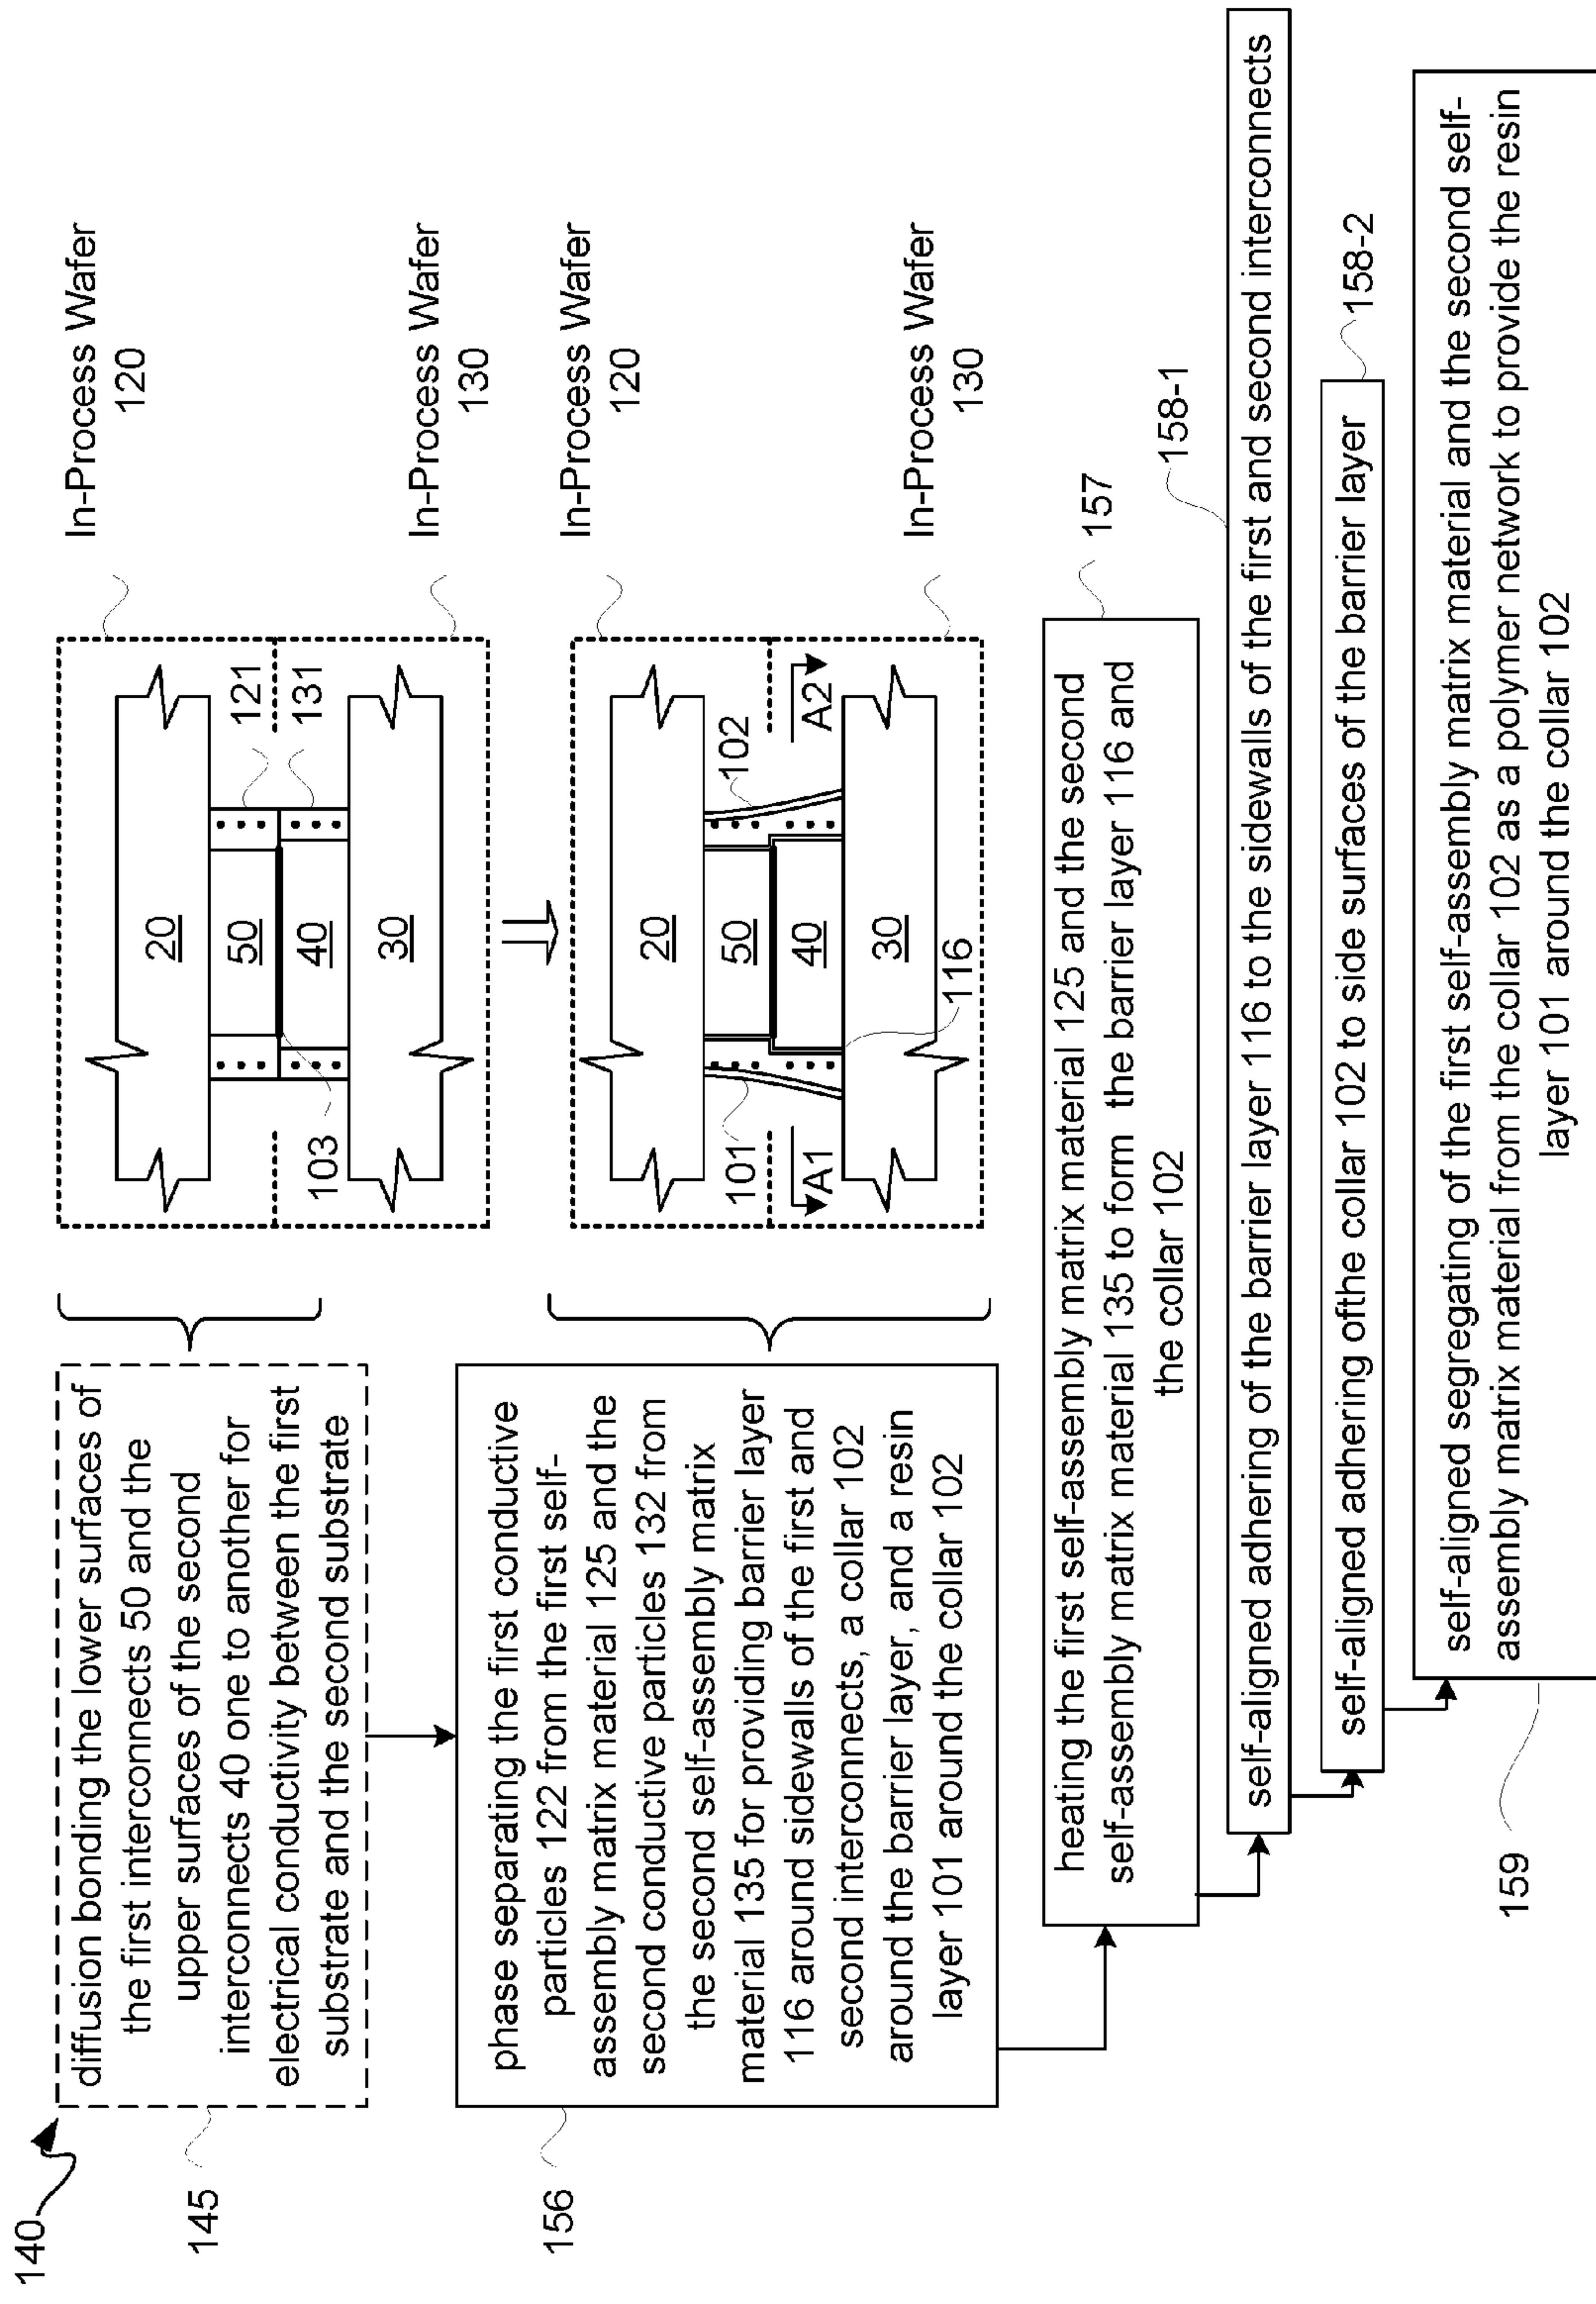 140
diffusion bonding the lower surfaces of
the first interconnects 50 and the
upper surfaces of the second
interconnects 40 one to another for
electrical conductivity between the first
substrate and the second substrate
145
20
50
40
30
103
121
131
In-Process Wafer
120
In-Process Wafer
130
phase separating the first conductive
particles 122 from the first self-
assembly matrix material 125 and the
second conductive particles 132 from
the second self-assembly matrix
material 135 for providing barrier layer
116 around sidewalls of the first and
second interconnects, a collar 102
around the barrier layer, and a resin
layer 101 around the collar 102
156
20
50
40
30
101
102
A1
A2
116
In-Process Wafer
120
In-Process Wafer
130
heating the first self-assembly matrix material 125 and the second
self-assembly matrix material 135 to form the barrier layer 116 and
the collar 102
157
self-aligned adhering of the barrier layer 116 to the sidewalls of the first and second interconnects
158-1
self-aligned adhering ofthe collar 102 to side surfaces of the barrier layer
158-2
self-aligned segregating of the first self-assembly matrix material and the second self-
assembly matrix material from the collar 102 as a polymer network to provide the resin
layer 101 around the collar 102
159